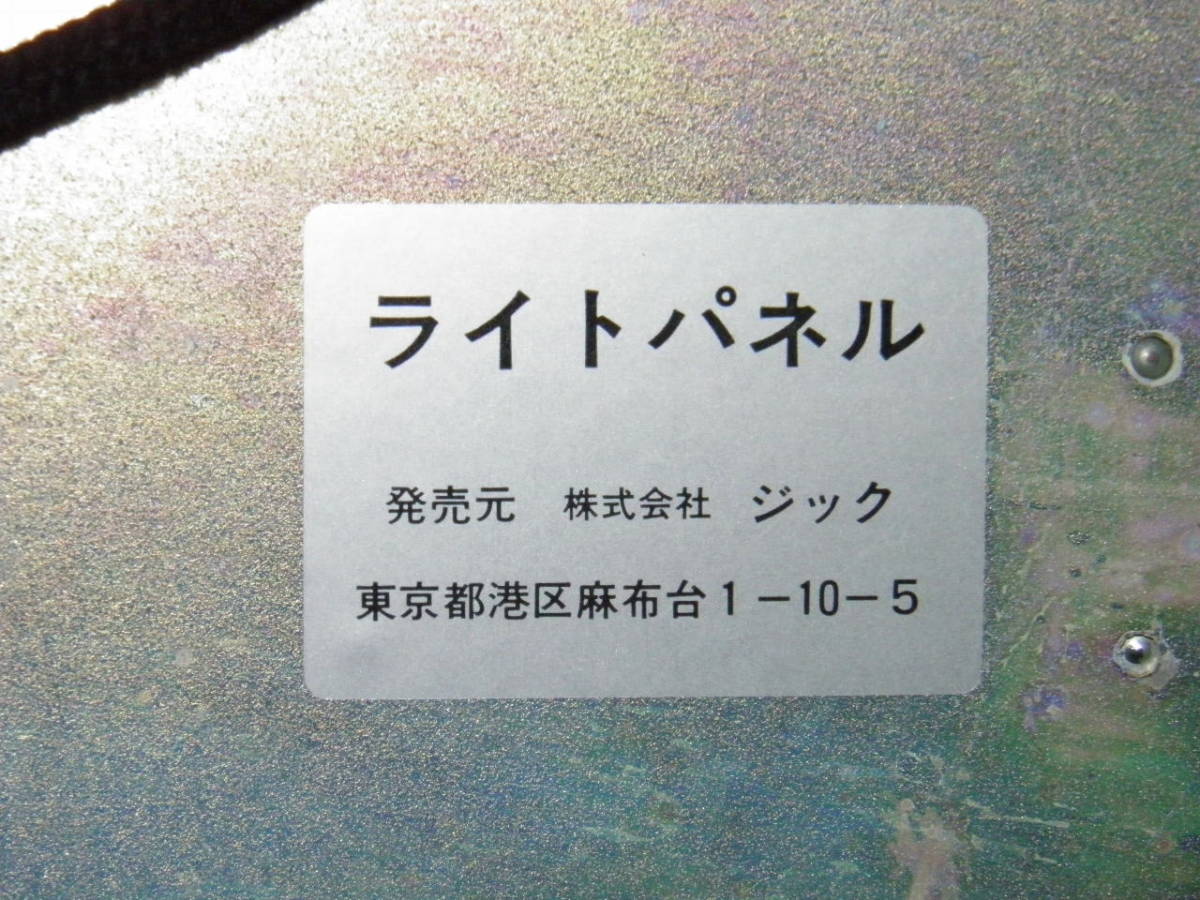 ライトパネル
発売元　株式会社　ジック
東京都港区麻布台1－10－5